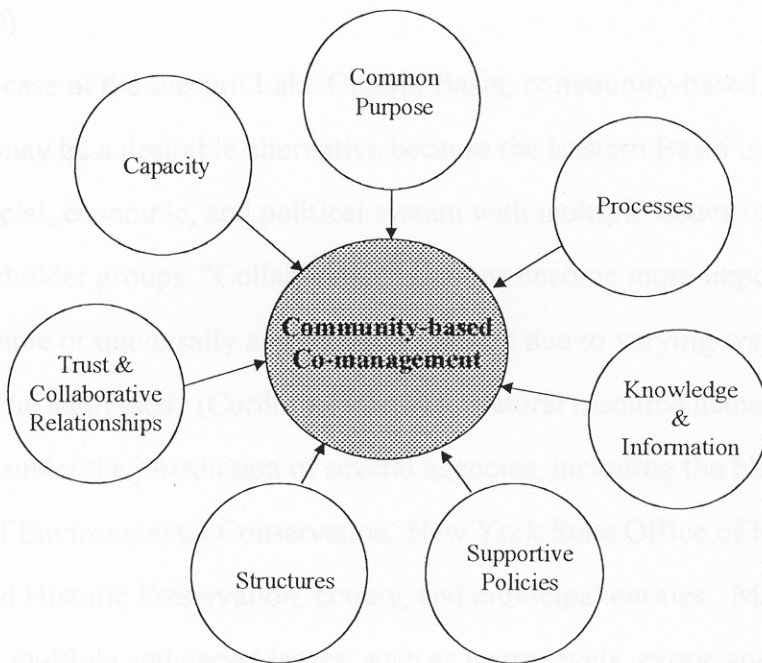 Common
Purpose
Capacity
Processes
Community-based
Co-management
Trust &
Collaborative
Relationships
Knowledge
&
Information
Structures
Supportive
Policies
case of the Eastern Lake Ontario Basin, community-based
may be a desirable alternative because the Eastern Basin is
cial, economic, and political system with multiple issues
holder groups.
become more
or universally
due to varying
natural resource
under the jurisdiction of several agencies, including the
of Environmental Conservation, New York State Office of
d Historic Preservation, county, and municipal entities.
multiple and varied issues, such as water levels, exotic